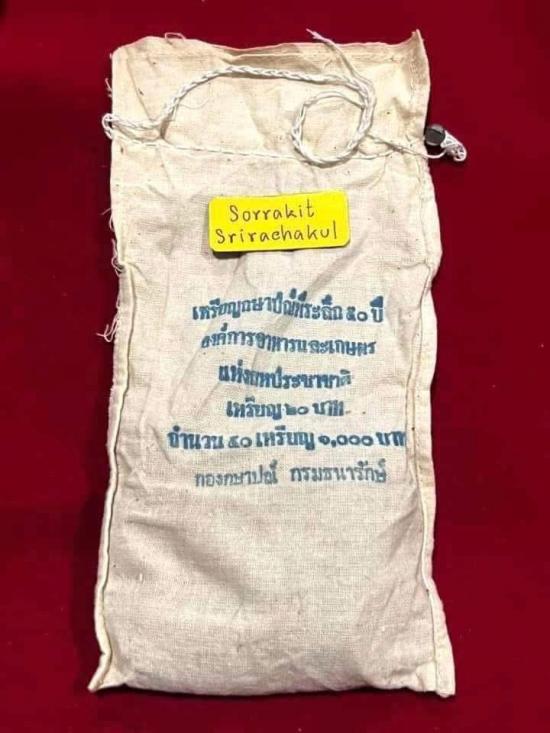 Sorrakit
Srirachakul
เหรียญกษาปณ์ที่ระลึก ๕๐ ปี
องค์การอาหารและเกษตร
แห่งสหประชาชาติ
เหรียญ ๒๐ บาท
จำนวน ๕๐ เหรียญ ๑,๐๐๐ บาท
กองกษาปณ์ กรมธนารักษ์